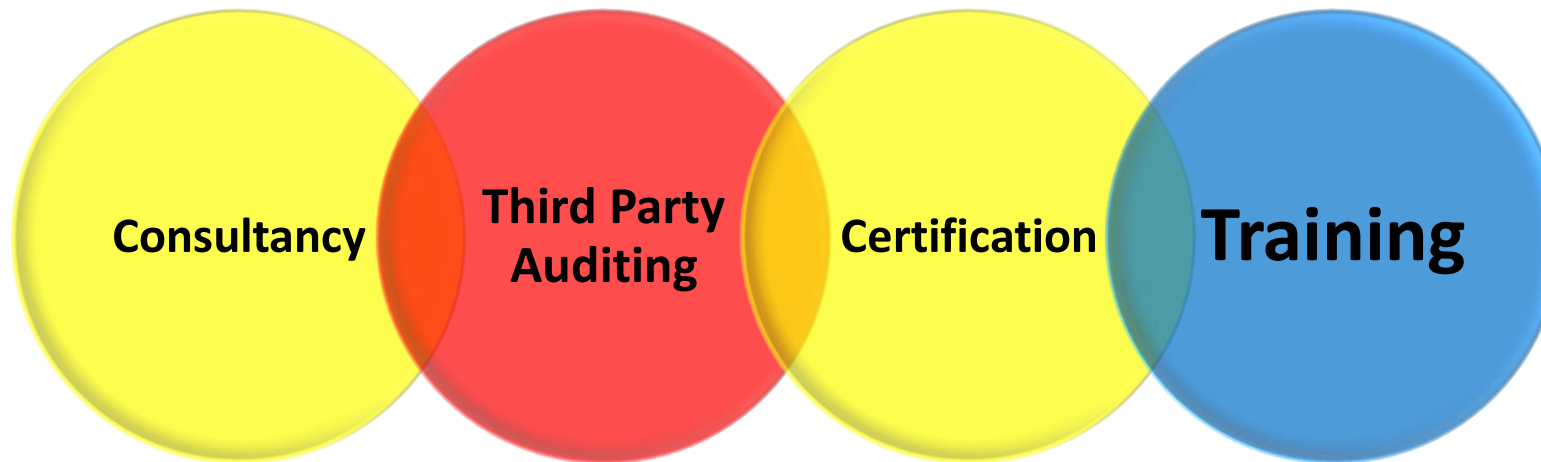 Consultancy
Third Party
Auditing
Certification
Training